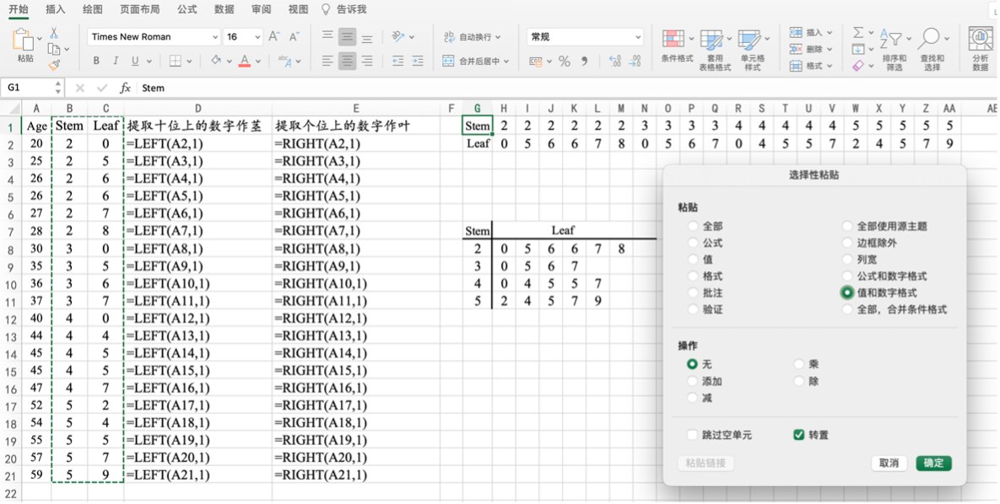 开始 插入 绘图 页面布局 公式 数据 审阅 视图 告诉我
粘贴
Times New Roman 16 A A
ab 自动换行
常规
B I U A abc A
合并后居中
% 9
条件格式 套用 表格格式 单元格 样式
插入
删除
格式
排序和 筛选 查找和 选择 分析 数据
G1 fx Stem
A B C D E F G H I J K L M N O P Q R S T U V W X Y Z AA AE
1 Age Stem Leaf 提取十位上的数字作茎 提取个位上的数字作叶 Stem 2 2 2 2 2 2 3 3 3 3 4 4 4 4 4 5 5 5 5 5
2 20 2 0 =LEFT(A2,1) =RIGHT(A2,1) Leaf 0 5 6 6 7 8 0 5 6 7 0 4 5 5 7 2 4 5 7 9
3 25 2 5 =LEFT(A3,1) =RIGHT(A3,1)
4 26 2 6 =LEFT(A4,1) =RIGHT(A4,1)
5 26 2 6 =LEFT(A5,1) =RIGHT(A5,1)
6 27 2 7 =LEFT(A6,1) =RIGHT(A6,1)
7 28 2 8 =LEFT(A7,1) =RIGHT(A7,1) Stem Leaf
8 30 3 0 =LEFT(A8,1) =RIGHT(A8,1) 2 0 5 6 6 7 8
9 35 3 5 =LEFT(A9,1) =RIGHT(A9,1) 3 0 5 6 7
10 36 3 6 =LEFT(A10,1) =RIGHT(A10,1) 4 0 4 5 5 7
11 37 3 7 =LEFT(A11,1) =RIGHT(A11,1) 5 2 4 5 7 9
12 40 4 0 =LEFT(A12,1) =RIGHT(A12,1)
13 44 4 4 =LEFT(A13,1) =RIGHT(A13,1)
14 45 4 5 =LEFT(A14,1) =RIGHT(A14,1)
15 45 4 5 =LEFT(A15,1) =RIGHT(A15,1)
16 47 4 7 =LEFT(A16,1) =RIGHT(A16,1)
17 52 5 2 =LEFT(A17,1) =RIGHT(A17,1)
18 54 5 4 =LEFT(A18,1) =RIGHT(A18,1)
19 55 5 5 =LEFT(A19,1) =RIGHT(A19,1)
20 57 5 7 =LEFT(A20,1) =RIGHT(A20,1)
21 59 5 9 =LEFT(A21,1) =RIGHT(A21,1)
22
选择性粘贴
粘贴
全部 全部使用源主题
公式 边框除外
值 列宽
格式 公式和数字格式
批注 值和数字格式
验证 全部，合并条件格式
操作
无 乘
添加 除
减
跳过空单元 转置
粘贴链接 取消 确定